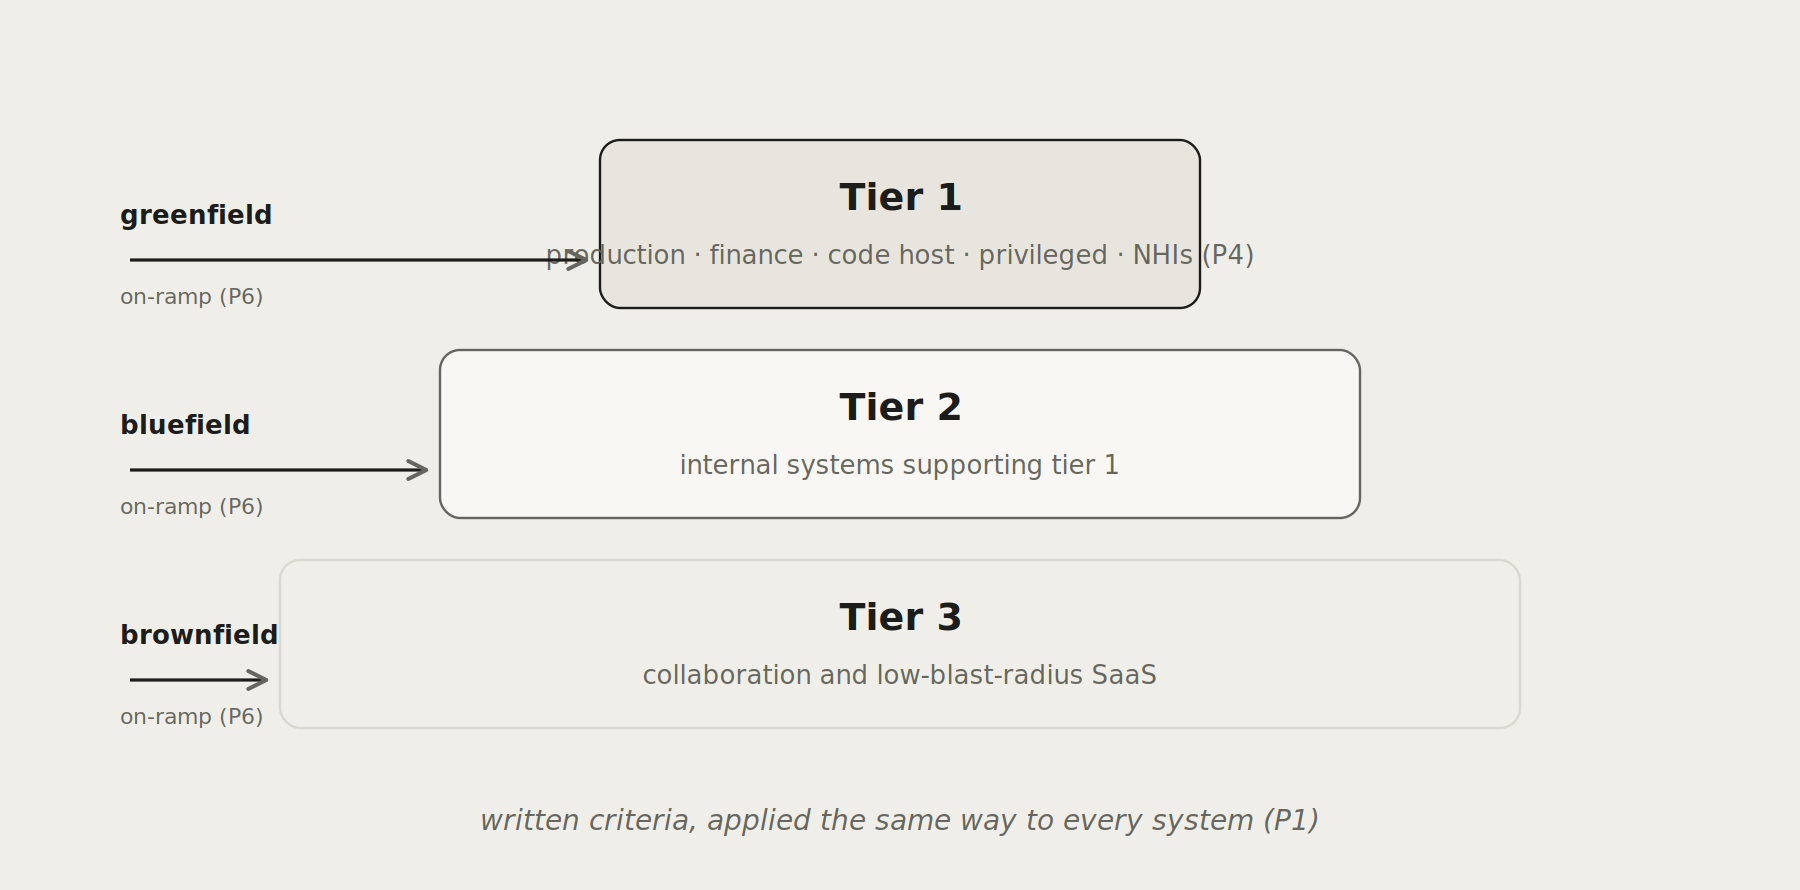 Tier 1
greenfield
production · finance · code host · privileged · NHIs (P4)
on-ramp (P6)
Tier 2
bluefield
internal systems supporting tier 1
on-ramp (P6)
Tier 3
brownfield
collaboration and low-blast-radius SaaS
on-ramp (P6)
written criteria, applied the same way to every system (P1)